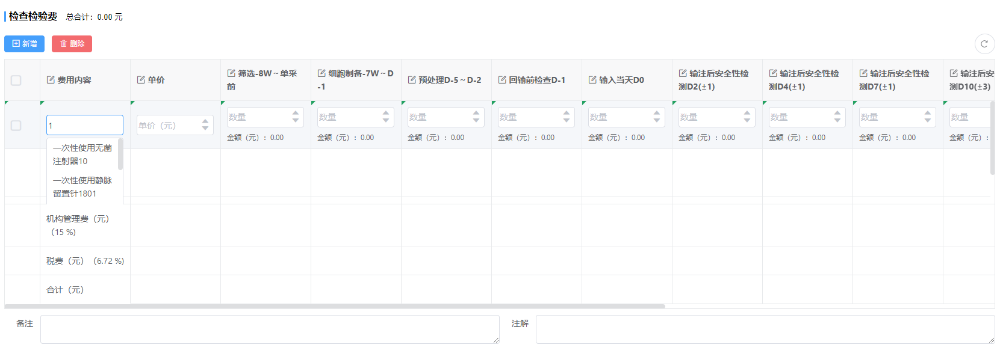 检查检验费 总合计：0.00 元
新增 删除
费用内容 单价 筛选-8W～单采前 细胞制备-7W～D-1 预处理D-5～D-2 回输前检查D-1 输入当天D0 输注后安全性检测D2(±1) 输注后安全性检测D4(±1) 输注后安全性检测D7(±1) 输注后安测D10(±3)
1 单价（元） 数量 数量 数量 数量 数量 数量 数量 数量 数量
金额（元）：0.00 金额（元）：0.00 金额（元）：0.00 金额（元）：0.00 金额（元）：0.00 金额（元）：0.00 金额（元）：0.00 金额（元）：0.00 金额（元）：
一次性使用无菌
注射器10
一次性使用静脉
留置针1801
机构管理费（元）
（15 %)
税费（元）（6.72 %)
合计（元）
备注 注解